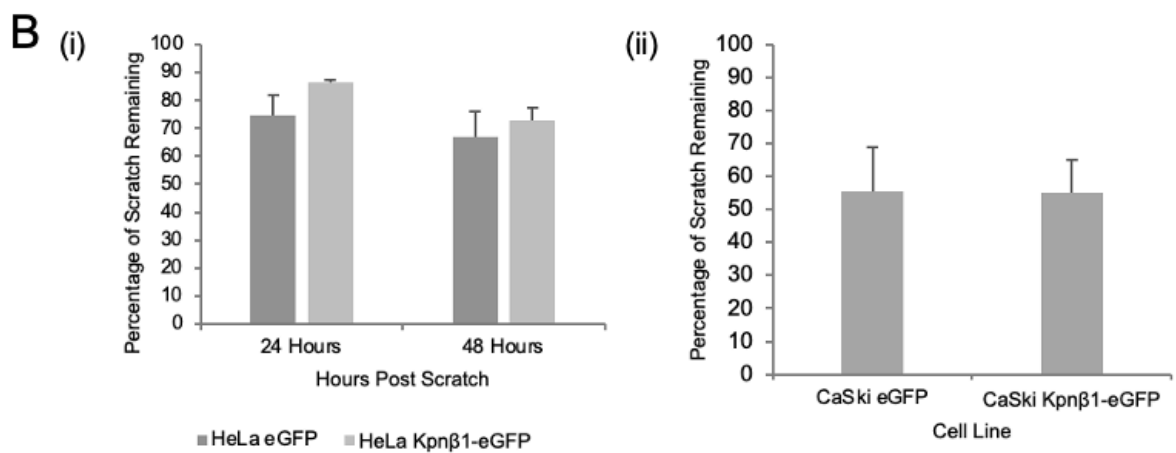 B (i)
Percentage of Scratch Remaining
100
90
80
70
60
50
40
30
20
10
0
24 Hours 48 Hours
Hours Post Scratch
HeLa eGFP HeLa Kpnβ1-eGFP
(ii)
Percentage of Scratch Remaining
100
90
80
70
60
50
40
30
20
10
0
CaSki eGFP CaSki Kpnβ1-eGFP
Cell Line